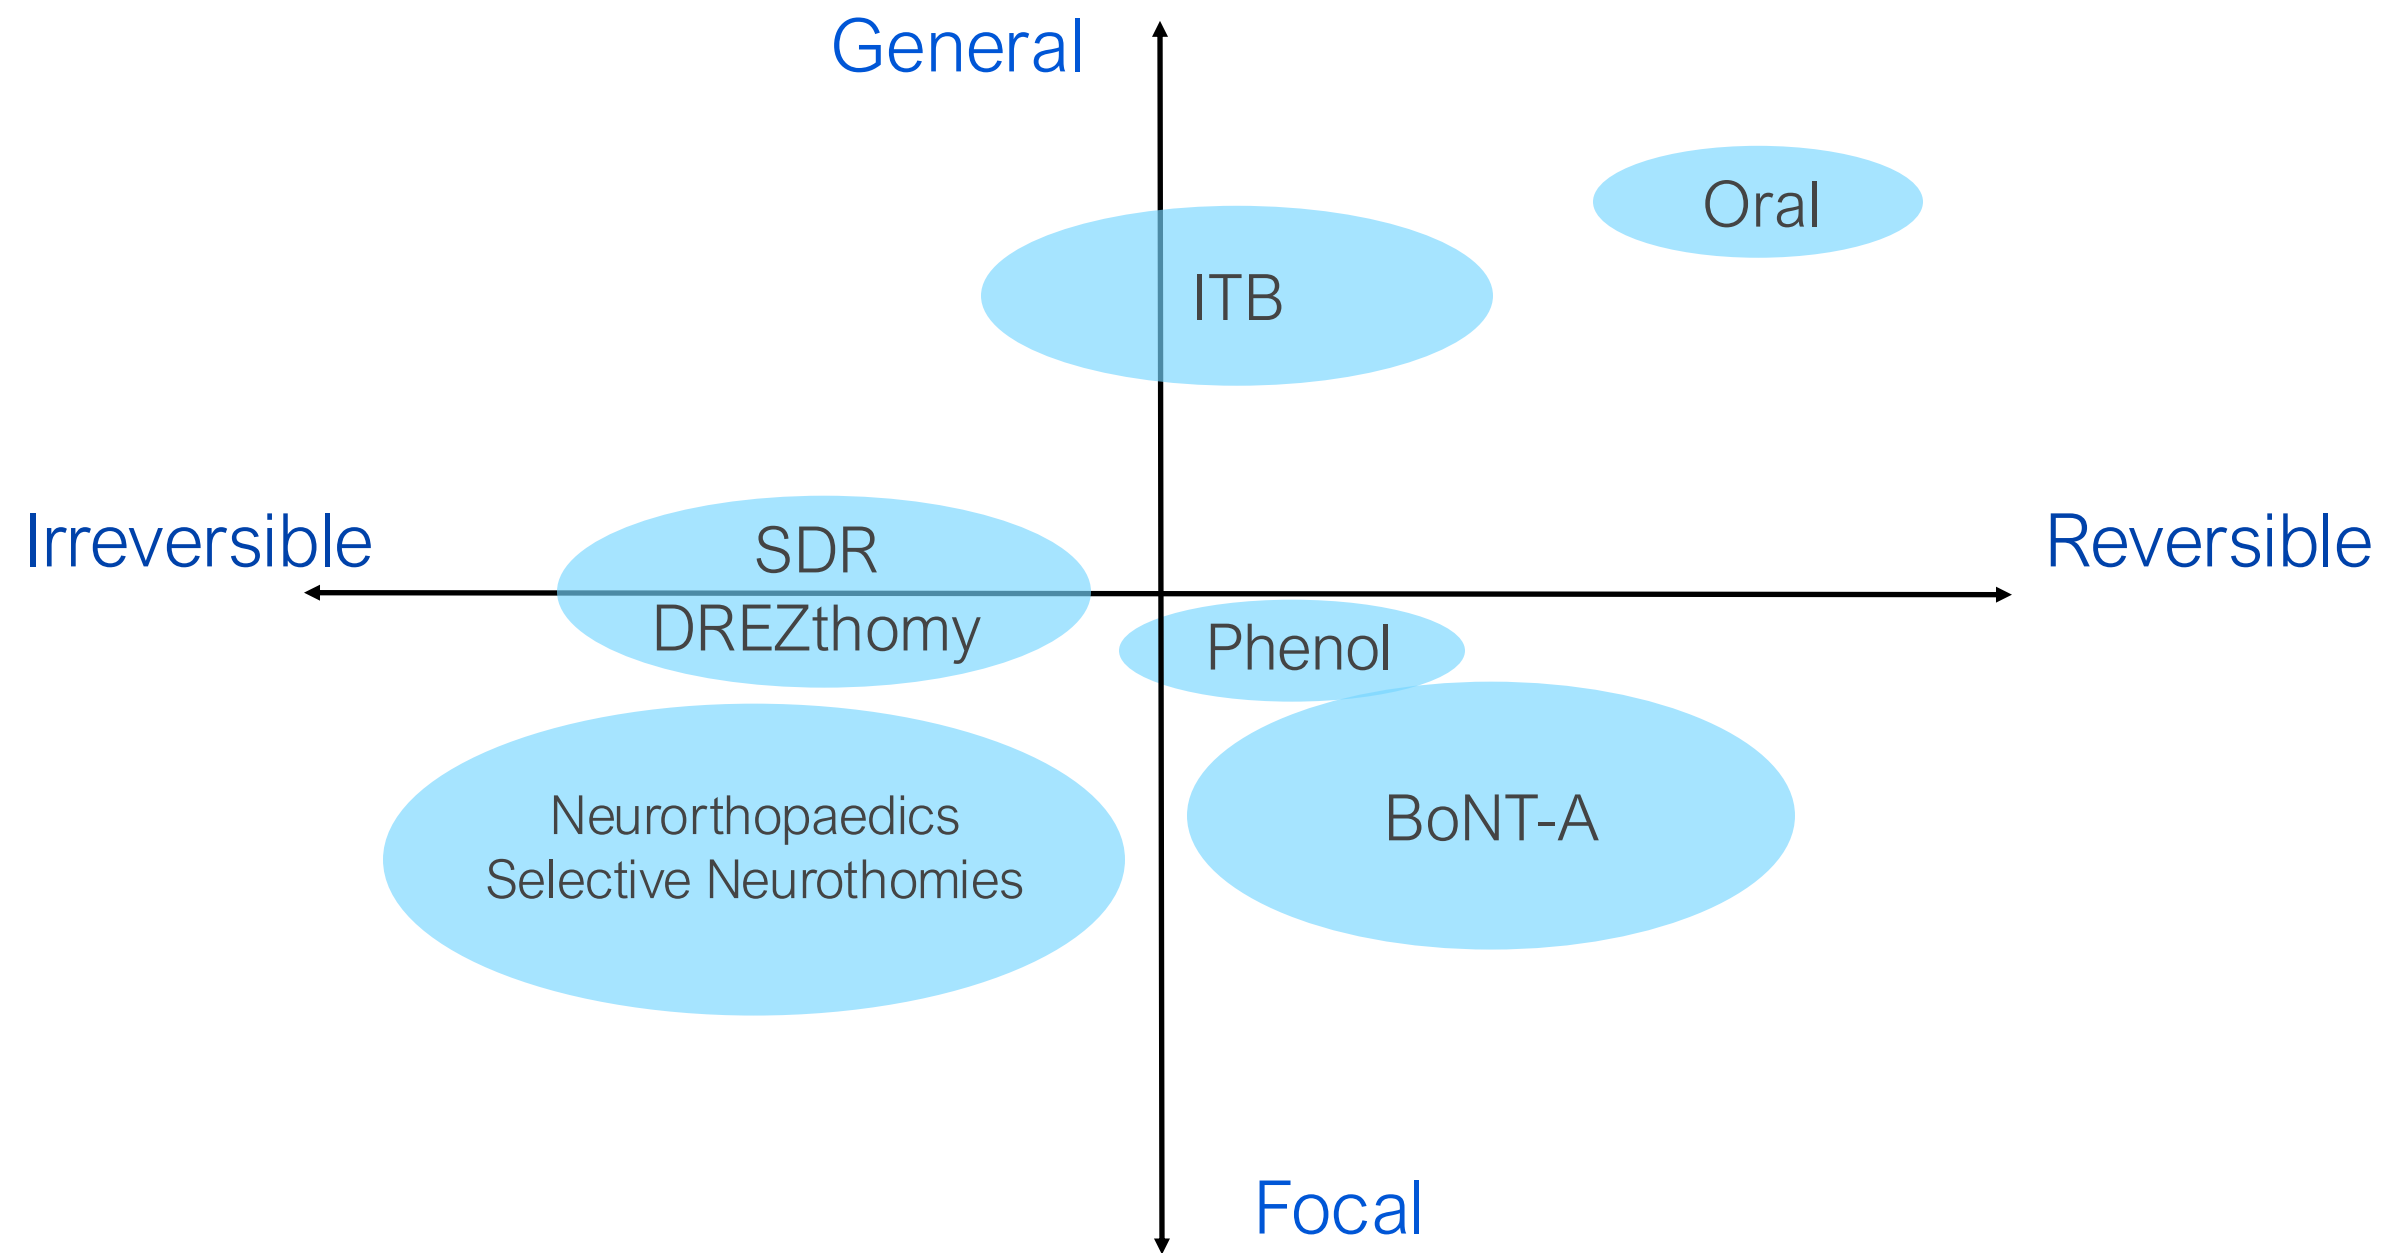 General
Oral
ITB
Irreversible
Reversible
SDR
DREZthomy
Phenol
BoNT-A
Neurorthopaedics
Selective Neurothomies
Focal